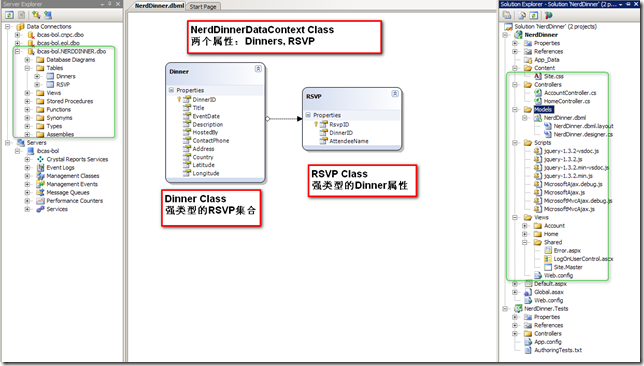 Server Explorer
Data Connections
ibcas-bol.cnpc.dbo
ibcas-bol.eol.dbo
ibcas-bol.NERDDINNER.dbo
Database Diagrams
Tables
Dinners
RSVP
Views
Stored Procedures
Functions
Synonyms
Types
Assemblies
Servers
ibcas-bol
Crystal Reports Services
Event Logs
Management Classes
Management Events
Message Queues
Performance Counters
Services
NerdDinner.dbml
Start Page
NerdDinnerDataContext Class
两个属性：Dinners, RSVP
Dinner
Properties
DinnerID
Title
EventDate
Description
HostedBy
ContactPhone
Address
Country
Latitude
Longitude
RSVP
Properties
RsvpID
DinnerID
AttendeeName
Dinner Class
强类型的RSVP集合
RSVP Class
强类型的Dinner属性
Solution Explorer - Solution 'NerdDinner' (2 p...
Solution 'NerdDinner' (2 projects)
NerdDinner
Properties
References
App_Data
Content
Site.css
Controllers
AccountController.cs
HomeController.cs
Models
NerdDinner.dbml
NerdDinner.dbml.layout
NerdDinner.designer.c
Scripts
jquery-1.3.2-vsdoc.js
jquery-1.3.2.js
jquery-1.3.2.min-vsdoc.js
jquery-1.3.2.min.js
MicrosoftAjax.debug.js
MicrosoftAjax.js
MicrosoftMvcAjax.debug.js
MicrosoftMvcAjax.js
Views
Account
Home
Shared
Error.aspx
LogOnUserControl.ascx
Site.Master
Web.config
Default.aspx
Global.asax
Web.config
NerdDinner.Tests
Properties
References
Controllers
App.config
AuthoringTests.txt